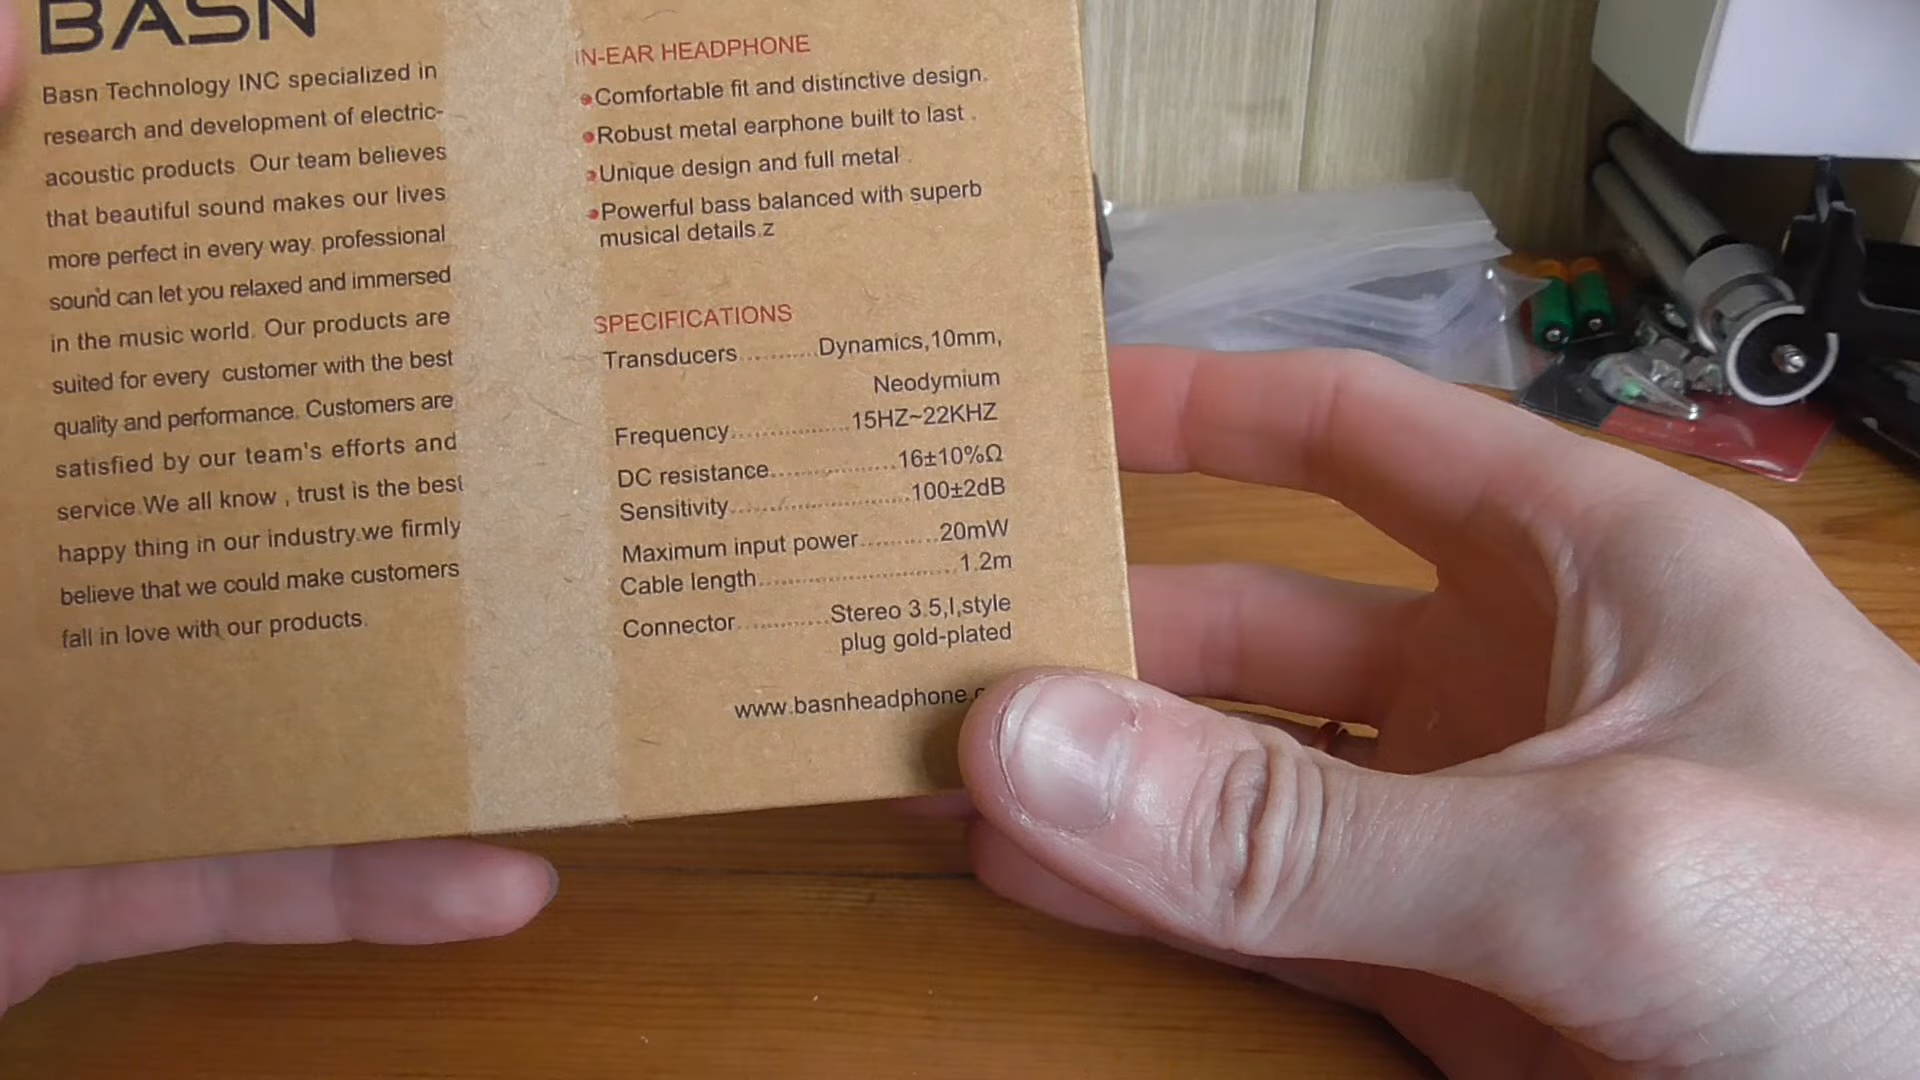 BASN
Basn Technology INC specialized in
research and development of electric-
acoustic products Our team believes
that beautiful sound makes our lives
more perfect in every way. professional
sound can let you relaxed and immersed
in the music world. Our products are
suited for every customer with the best
quality and performance. Customers are
satisfied by our team's efforts and
service.We all know , trust is the best
happy thing in our industry.we firmly
believe that we could make customers
fall in love with our products.
IN-EAR HEADPHONE
Comfortable fit and distinctive design.
Robust metal earphone built to last .
Unique design and full metal .
Powerful bass balanced with superb
musical details.z
SPECIFICATIONS
Transducers..........Dynamics,10mm,
Neodymium
Frequency................15HZ~22KHZ
DC resistance................16±10%Ω
Sensitivity.......................100±2dB
Maximum input power..........20mW
Cable length.........................1.2m
Connector............Stereo 3.5,I,style
plug gold-plated
www.basnheadphone.